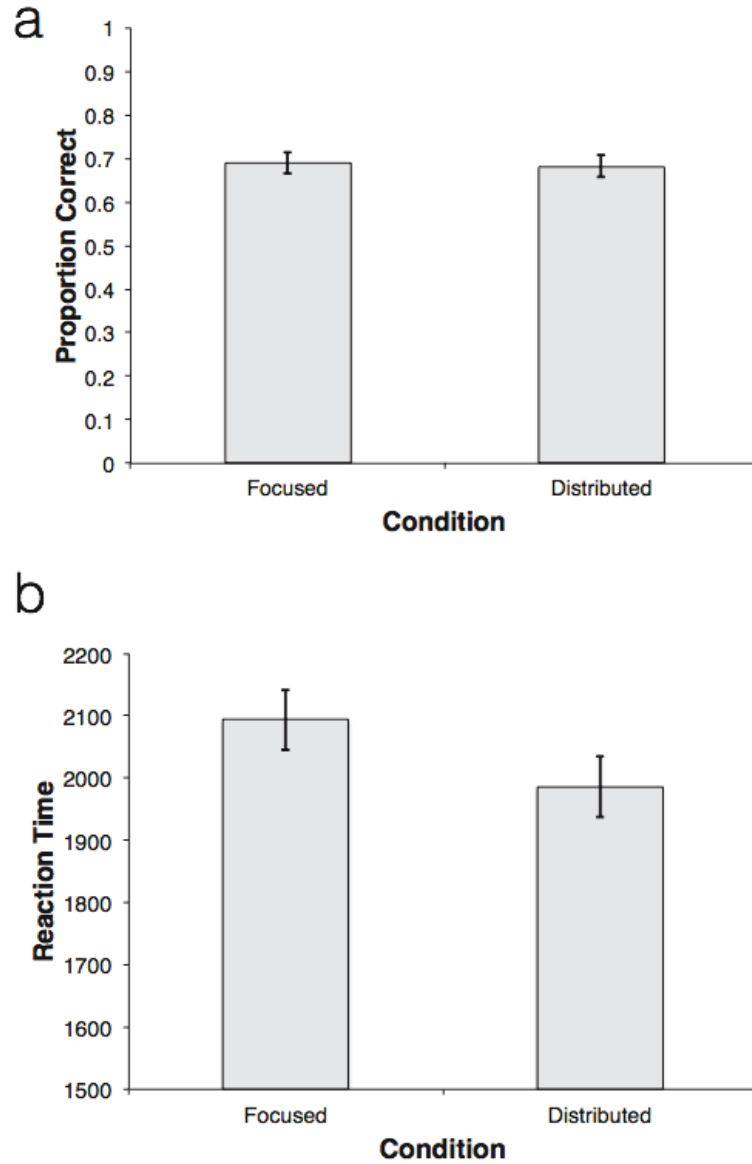 a
Proportion Correct
1
0.9
0.8
0.7
0.6
0.5
0.4
0.3
0.2
0.1
0
Focused Distributed
Condition
b
Reaction Time
2200
2100
2000
1900
1800
1700
1600
1500
Focused Distributed
Condition